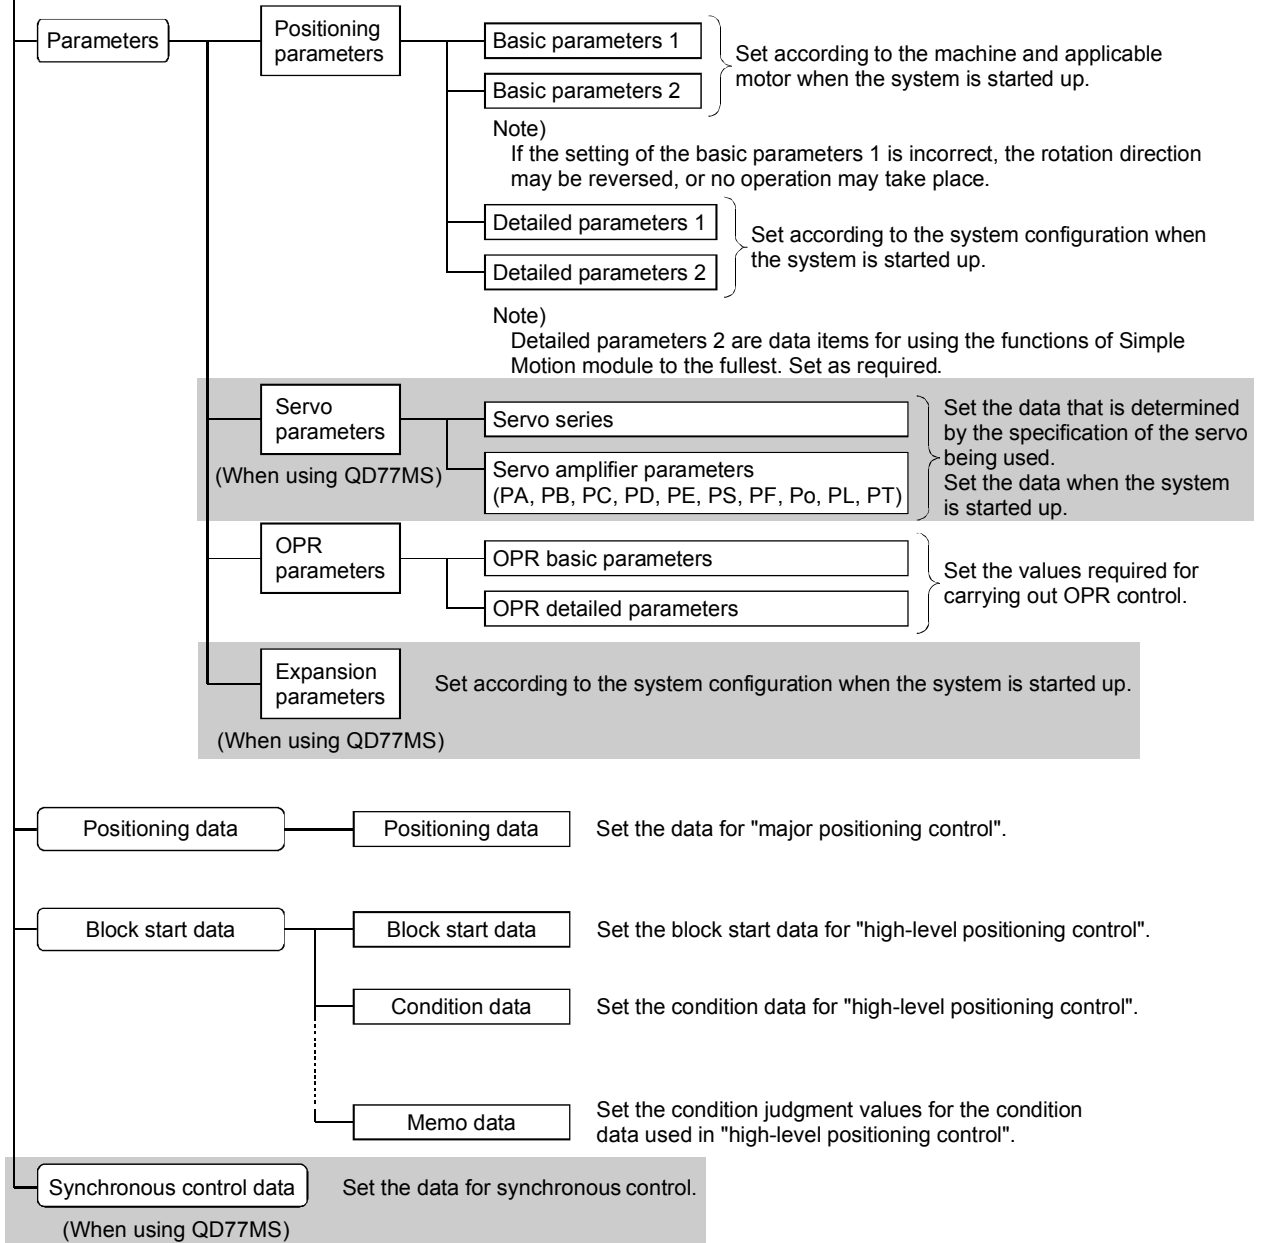 Parameters
Positioning
parameters
Basic parameters 1
Basic parameters 2
Set according to the machine and applicable
motor when the system is started up.
Note)
If the setting of the basic parameters 1 is incorrect, the rotation direction
may be reversed, or no operation may take place.
Detailed parameters 1
Detailed parameters 2
Set according to the system configuration when
the system is started up.
Note)
Detailed parameters 2 are data items for using the functions of Simple
Motion module to the fullest. Set as required.
Servo
parameters
(When using QD77MS)
Servo series
Servo amplifier parameters
(PA, PB, PC, PD, PE, PS, PF, Po, PL, PT)
Set the data that is determined
by the specification of the servo
being used.
Set the data when the system
is started up.
OPR
parameters
OPR basic parameters
OPR detailed parameters
Set the values required for
carrying out OPR control.
Expansion
parameters
Set according to the system configuration when the system is started up.
(When using QD77MS)
Positioning data
Positioning data
Set the data for "major positioning control".
Block start data
Block start data
Set the block start data for "high-level positioning control".
Condition data
Set the condition data for "high-level positioning control".
Memo data
Set the condition judgment values for the condition
data used in "high-level positioning control".
Synchronous control data
Set the data for synchronous control.
(When using QD77MS)